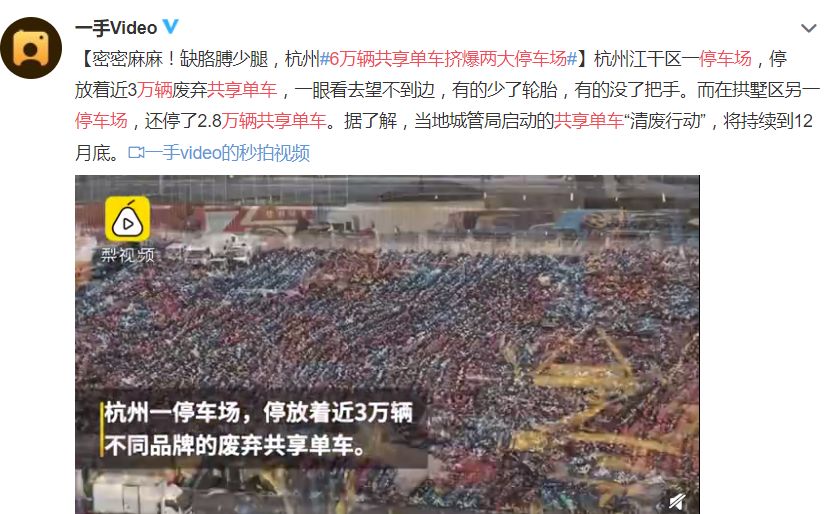 一手Video
【密密麻麻！缺胳膊少腿，杭州#6万辆共享单车挤爆两大停车场#】杭州江干区一停车场，停
放着近3万辆废弃共享单车，一眼看去望不到边，有的少了轮胎，有的没了把手。而在拱墅区另一
停车场，还停了2.8万辆共享单车。据了解，当地城管局启动的共享单车“清废行动”，将持续到12
月底。一手video的秒拍视频
梨视频
杭州一停车场，停放着近3万辆
不同品牌的废弃共享单车。